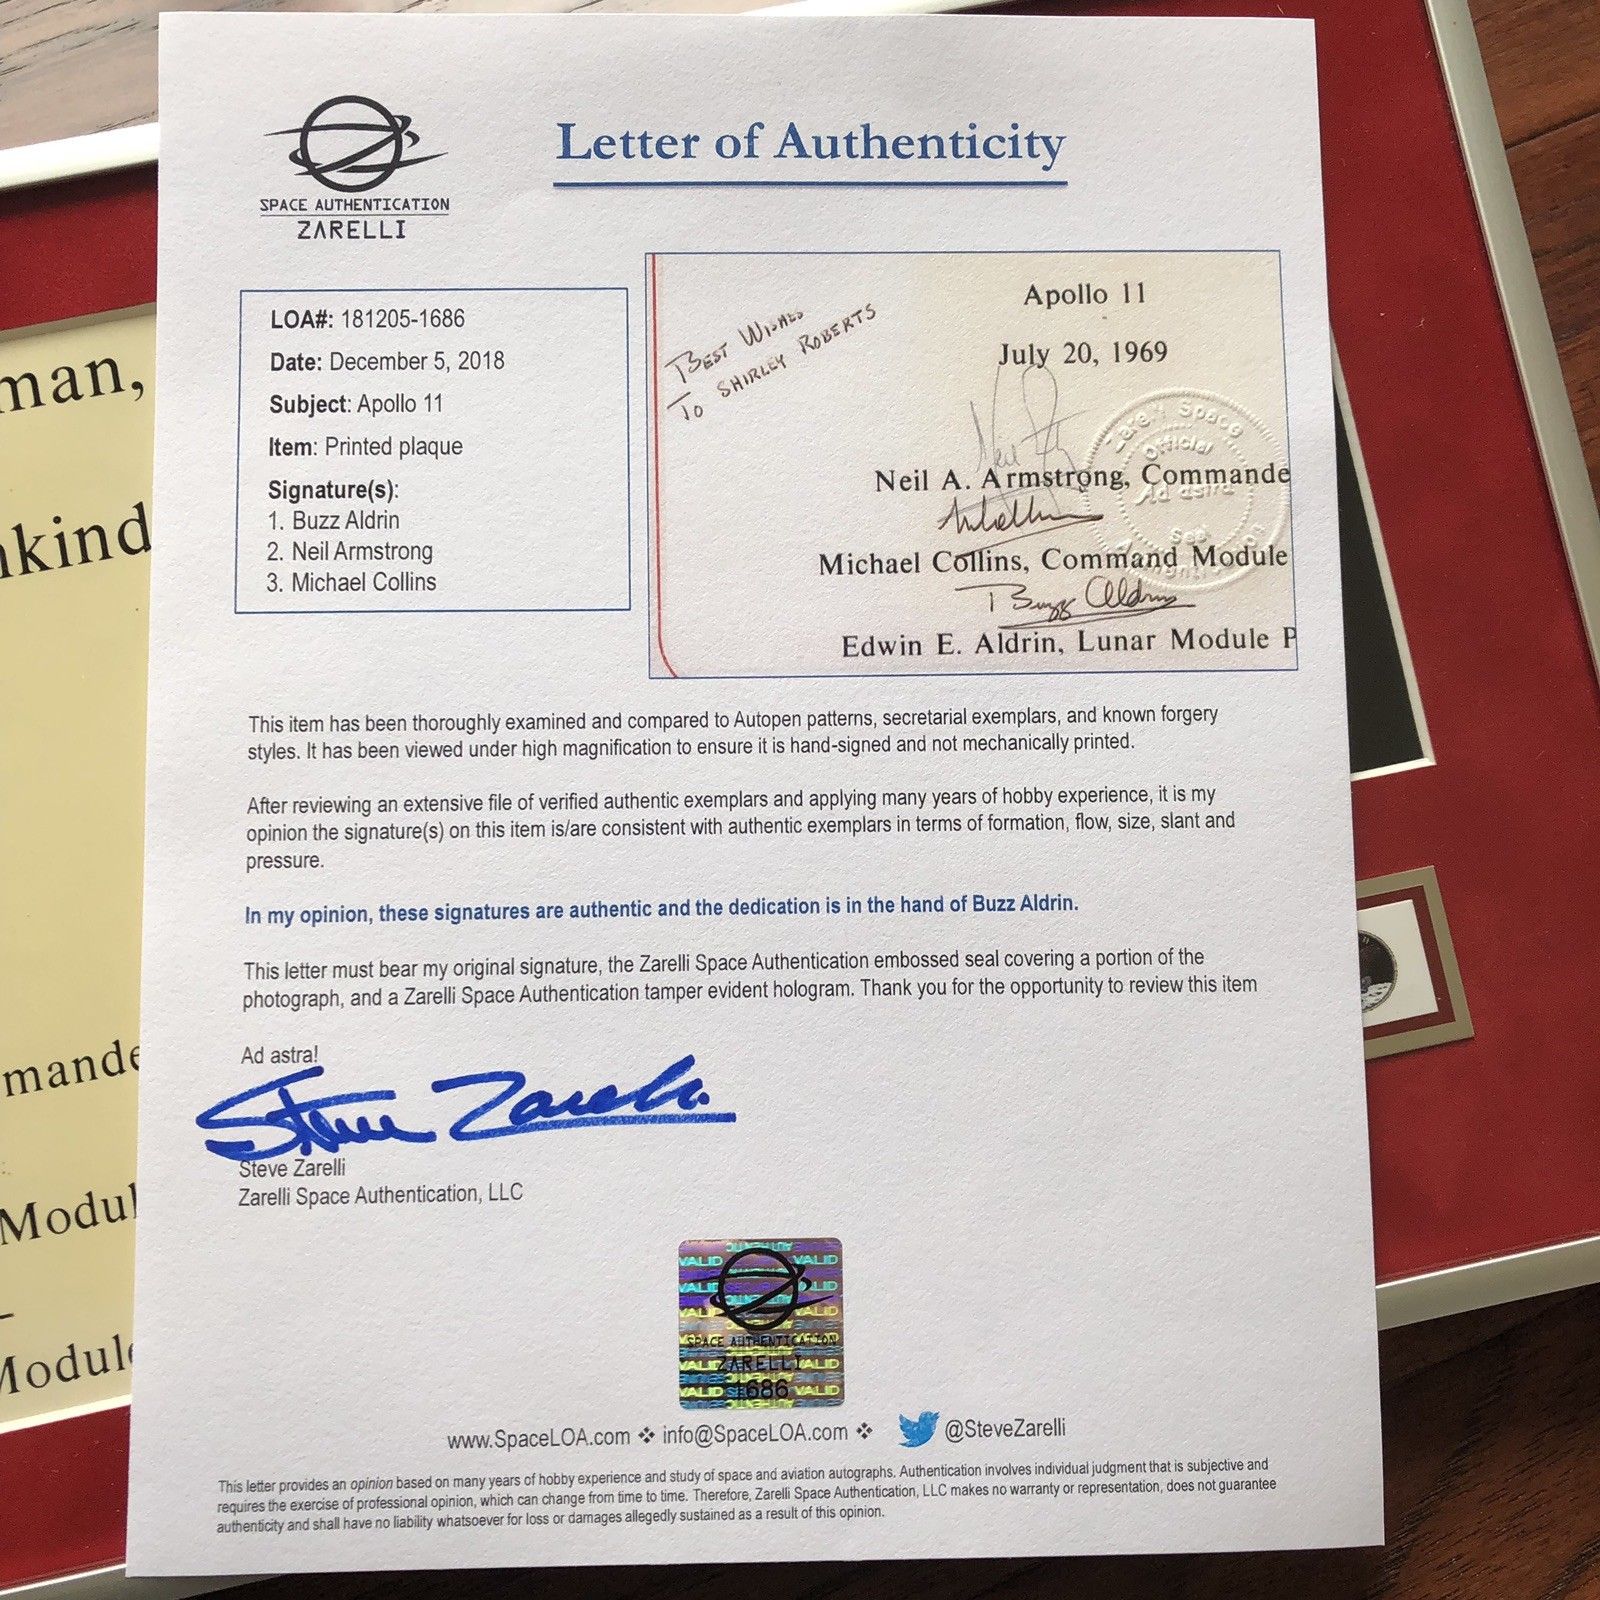 Letter of Authenticity
SPACE AUTHENTICATION
ZARELLI
LOA#: 181205-1686
Date: December 5, 2018
Subject: Apollo 11
Item: Printed plaque
Signature(s):
1. Buzz Aldrin
2. Neil Armstrong
3. Michael Collins
BEST WISHES
TO SHIRLEY ROBERTS
Apollo 11
July 20, 1969
Neil A. Armstrong, Commande
Michael Collins, Command Module
Buzz Aldrin
Edwin E. Aldrin, Lunar Module P
Zarelli Space
Official
Ad astra
Seal
This item has been thoroughly examined and compared to Autopen patterns, secretarial exemplars, and known forgery
styles. It has been viewed under high magnification to ensure it is hand-signed and not mechanically printed.
After reviewing an extensive file of verified authentic exemplars and applying many years of hobby experience, it is my
opinion the signature(s) on this item is/are consistent with authentic exemplars in terms of formation, flow, size, slant and
pressure.
In my opinion, these signatures are authentic and the dedication is in the hand of Buzz Aldrin.
This letter must bear my original signature, the Zarelli Space Authentication embossed seal covering a portion of the
photograph, and a Zarelli Space Authentication tamper evident hologram. Thank you for the opportunity to review this item
Ad astra!
Steve Zarelli
Steve Zarelli
Zarelli Space Authentication, LLC
VALID VALID
SPACE AUTHENTICATION
ZARELLI
1686
www.SpaceLOA.com ❖ info@SpaceLOA.com ❖ @SteveZarelli
This letter provides an opinion based on many years of hobby experience and study of space and aviation autographs. Authentication involves individual judgment that is subjective and
requires the exercise of professional opinion, which can change from time to time. Therefore, Zarelli Space Authentication, LLC makes no warranty or representation, does not guarantee
authenticity and shall have no liability whatsoever for loss or damages allegedly sustained as a result of this opinion.
man,
nkind
mande
Modul
Module